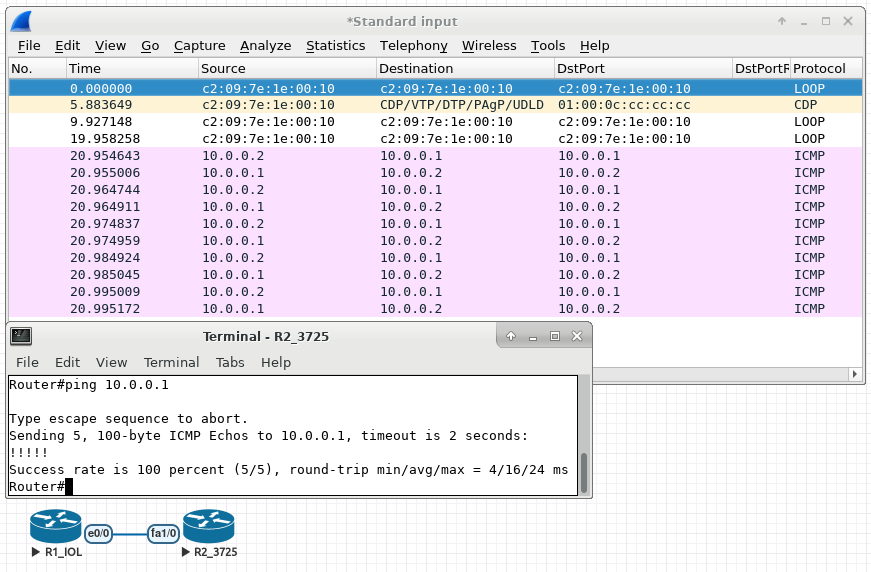 *Standard input
File Edit View Go Capture Analyze Statistics Telephony Wireless Tools Help
No. Time Source Destination DstPort DstPortF Protocol
0.000000 c2:09:7e:1e:00:10 c2:09:7e:1e:00:10 c2:09:7e:1e:00:10 LOOP
5.883649 c2:09:7e:1e:00:10 CDP/VTP/DTP/PAgP/UDLD 01:00:0c:cc:cc:cc CDP
9.927148 c2:09:7e:1e:00:10 c2:09:7e:1e:00:10 c2:09:7e:1e:00:10 LOOP
19.958258 c2:09:7e:1e:00:10 c2:09:7e:1e:00:10 c2:09:7e:1e:00:10 LOOP
20.954643 10.0.0.2 10.0.0.1 10.0.0.1 ICMP
20.955006 10.0.0.1 10.0.0.2 10.0.0.2 ICMP
20.964744 10.0.0.2 10.0.0.1 10.0.0.1 ICMP
20.964911 10.0.0.1 10.0.0.2 10.0.0.2 ICMP
20.974837 10.0.0.2 10.0.0.1 10.0.0.1 ICMP
20.974959 10.0.0.1 10.0.0.2 10.0.0.2 ICMP
20.984924 10.0.0.2 10.0.0.1 10.0.0.1 ICMP
20.985045 10.0.0.1 10.0.0.2 10.0.0.2 ICMP
20.995009 10.0.0.2 10.0.0.1 10.0.0.1 ICMP
20.995172 10.0.0.1 10.0.0.2 10.0.0.2 ICMP
Terminal - R2_3725
File Edit View Terminal Tabs Help
Router#ping 10.0.0.1
Type escape sequence to abort.
Sending 5, 100-byte ICMP Echos to 10.0.0.1, timeout is 2 seconds:
!!!!!
Success rate is 100 percent (5/5), round-trip min/avg/max = 4/16/24 ms
Router#
e0/0 fa1/0
R1_IOL R2_3725